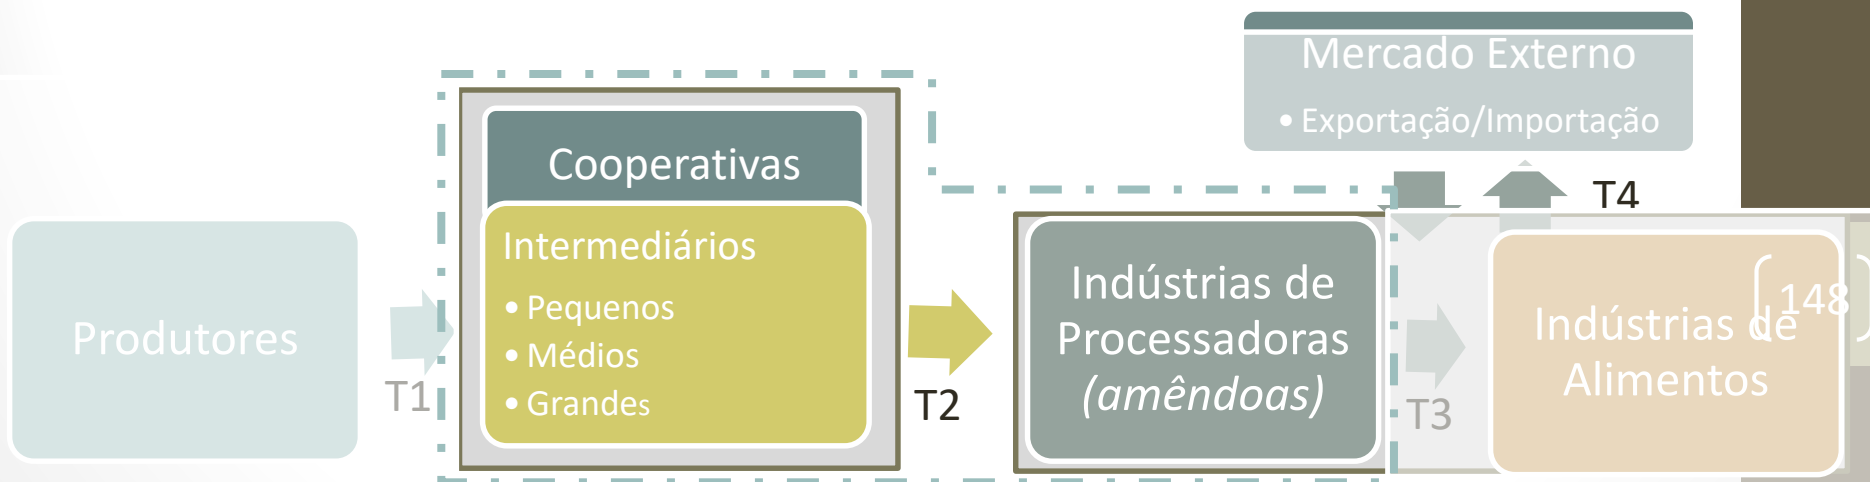 Mercado Externo
• Exportação/Importação
T4
Cooperativas
Intermediários
• Pequenos
• Médios
• Grandes
Produtores
T1
T2
Indústrias de
Processadoras
(amêndoas)
T3
Indústrias de
Alimentos
148